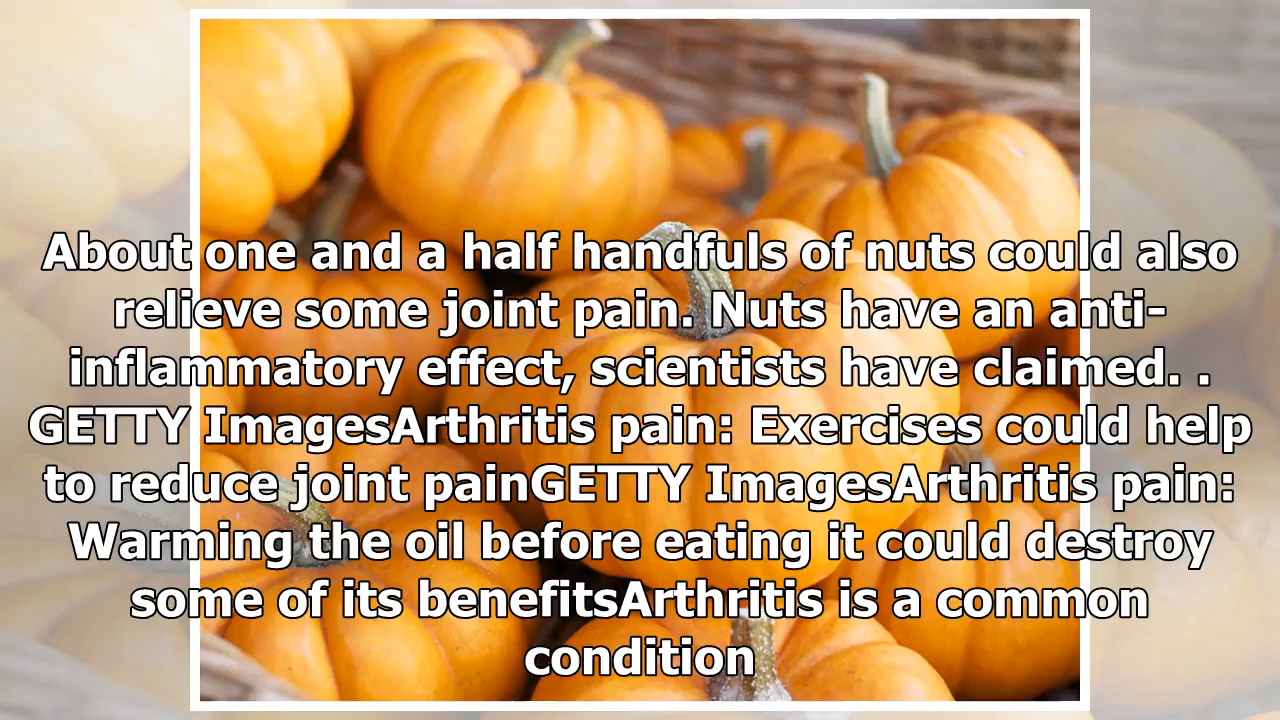 About one and a half handfuls of nuts could also
relieve some joint pain. Nuts have an anti-
inflammatory effect, scientists have claimed. .
GETTY ImagesArthritis pain: Exercises could help
to reduce joint painGETTY ImagesArthritis pain:
Warming the oil before eating it could destroy
some of its benefitsArthritis is a common
condition